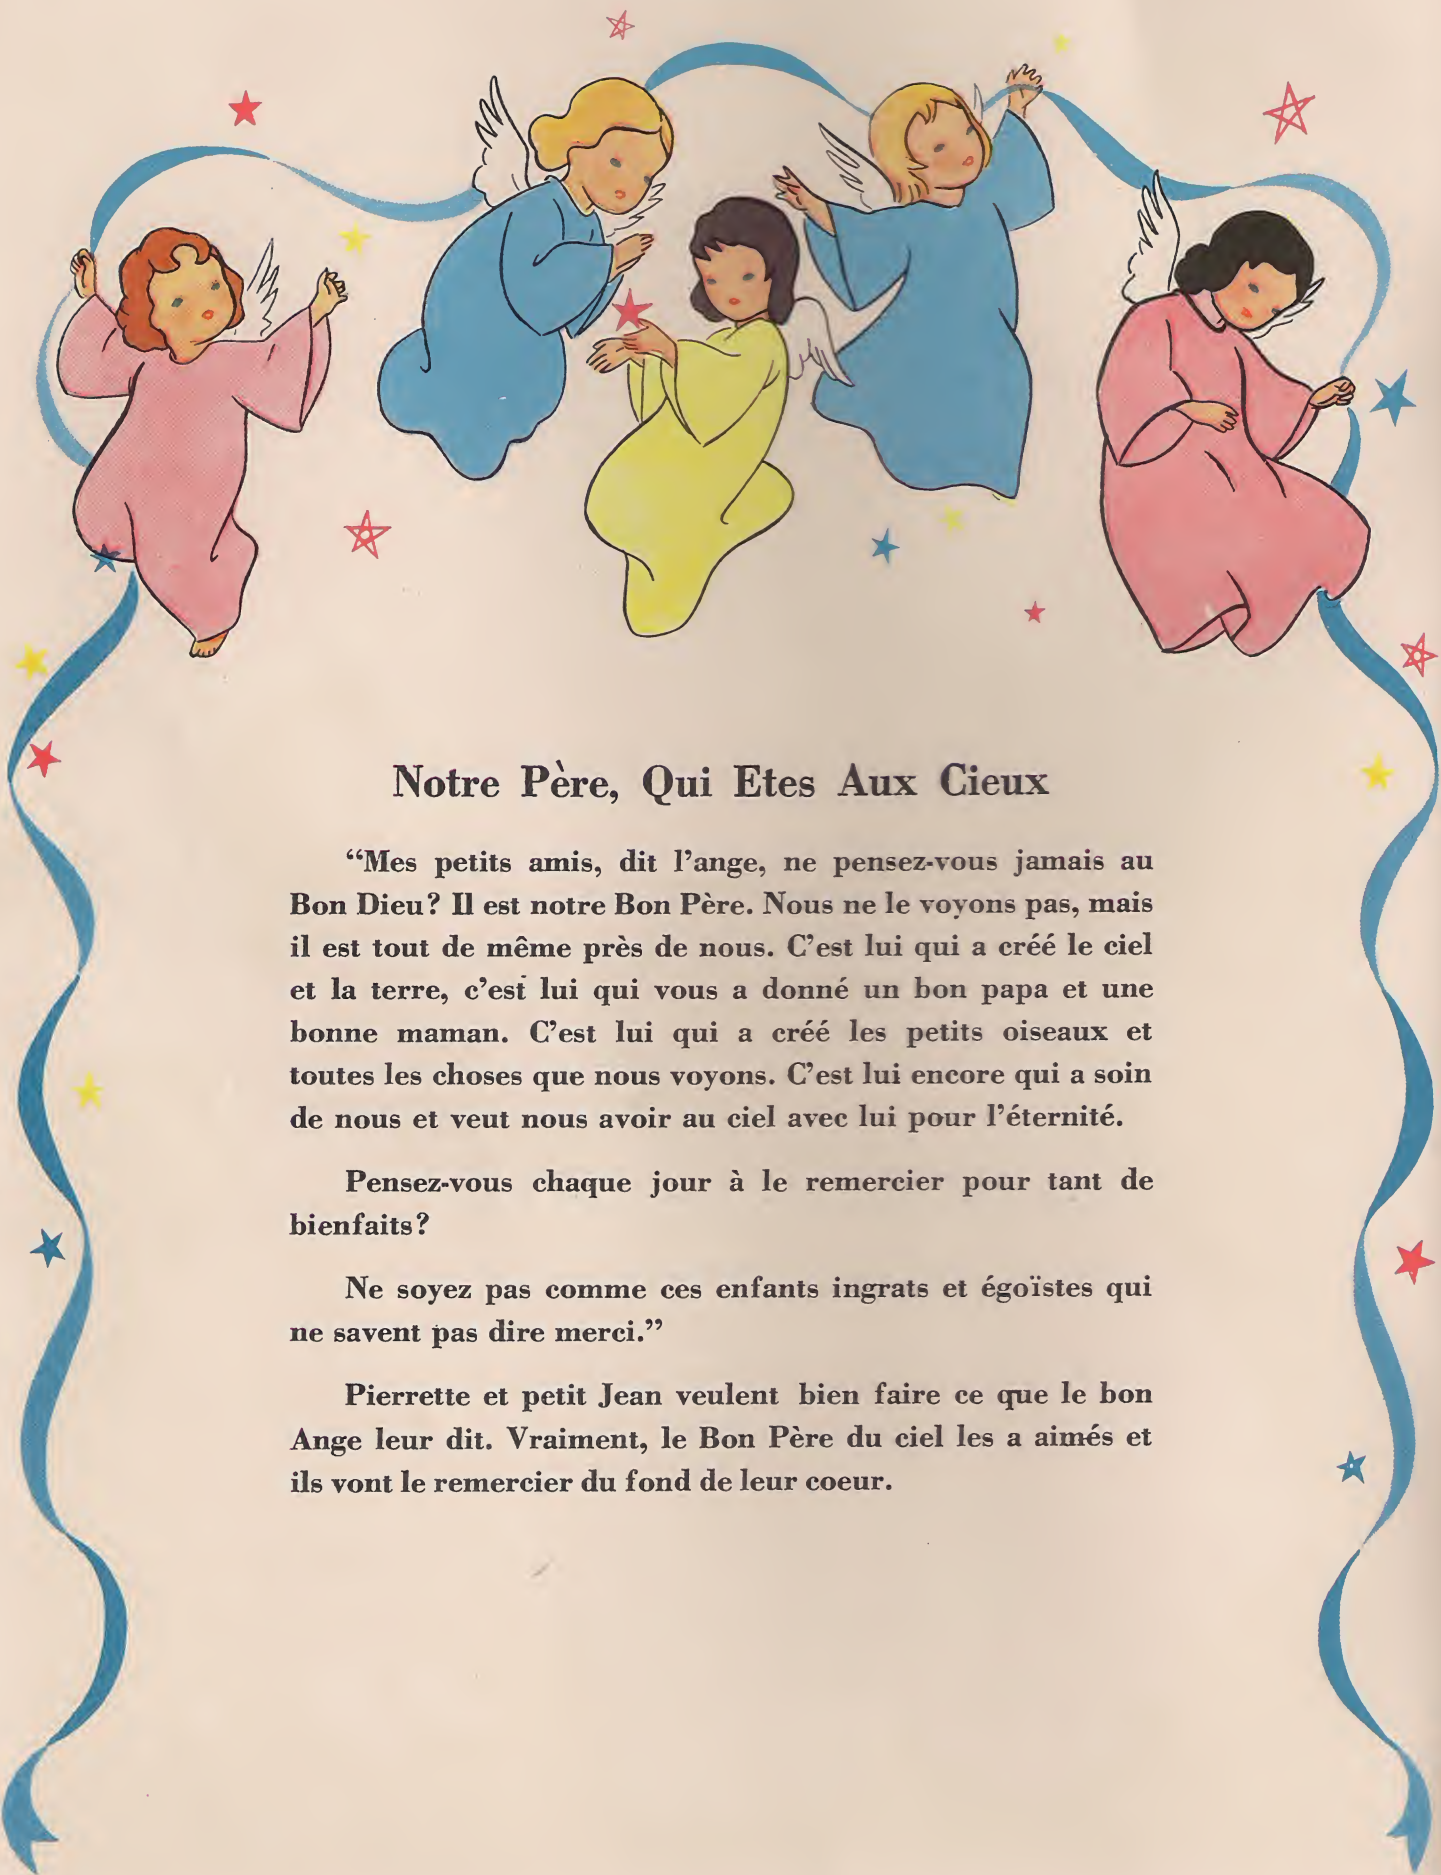 Notre Père, Qui Etes Aux Cieux
“Mes petits amis, dit l’ange, ne pensez-vous jamais au
Bon Dieu? Il est notre Bon Père. Nous ne le voyons pas, mais
il est tout de même près de nous. C’est lui qui a créé le ciel
et la terre, c’est lui qui vous a donné un bon papa et une
bonne maman. C’est lui qui a créé les petits oiseaux et
toutes les choses que nous voyons. C’est lui encore qui a soin
de nous et veut nous avoir au ciel avec lui pour l’éternité.
Pensez-vous chaque jour à le remercier pour tant de
bienfaits?
Ne soyez pas comme ces enfants ingrats et égoïstes qui
ne savent pas dire merci.”
Pierrette et petit Jean veulent bien faire ce que le bon
Ange leur dit. Vraiment, le Bon Père du ciel les a aimés et
ils vont le remercier du fond de leur coeur.